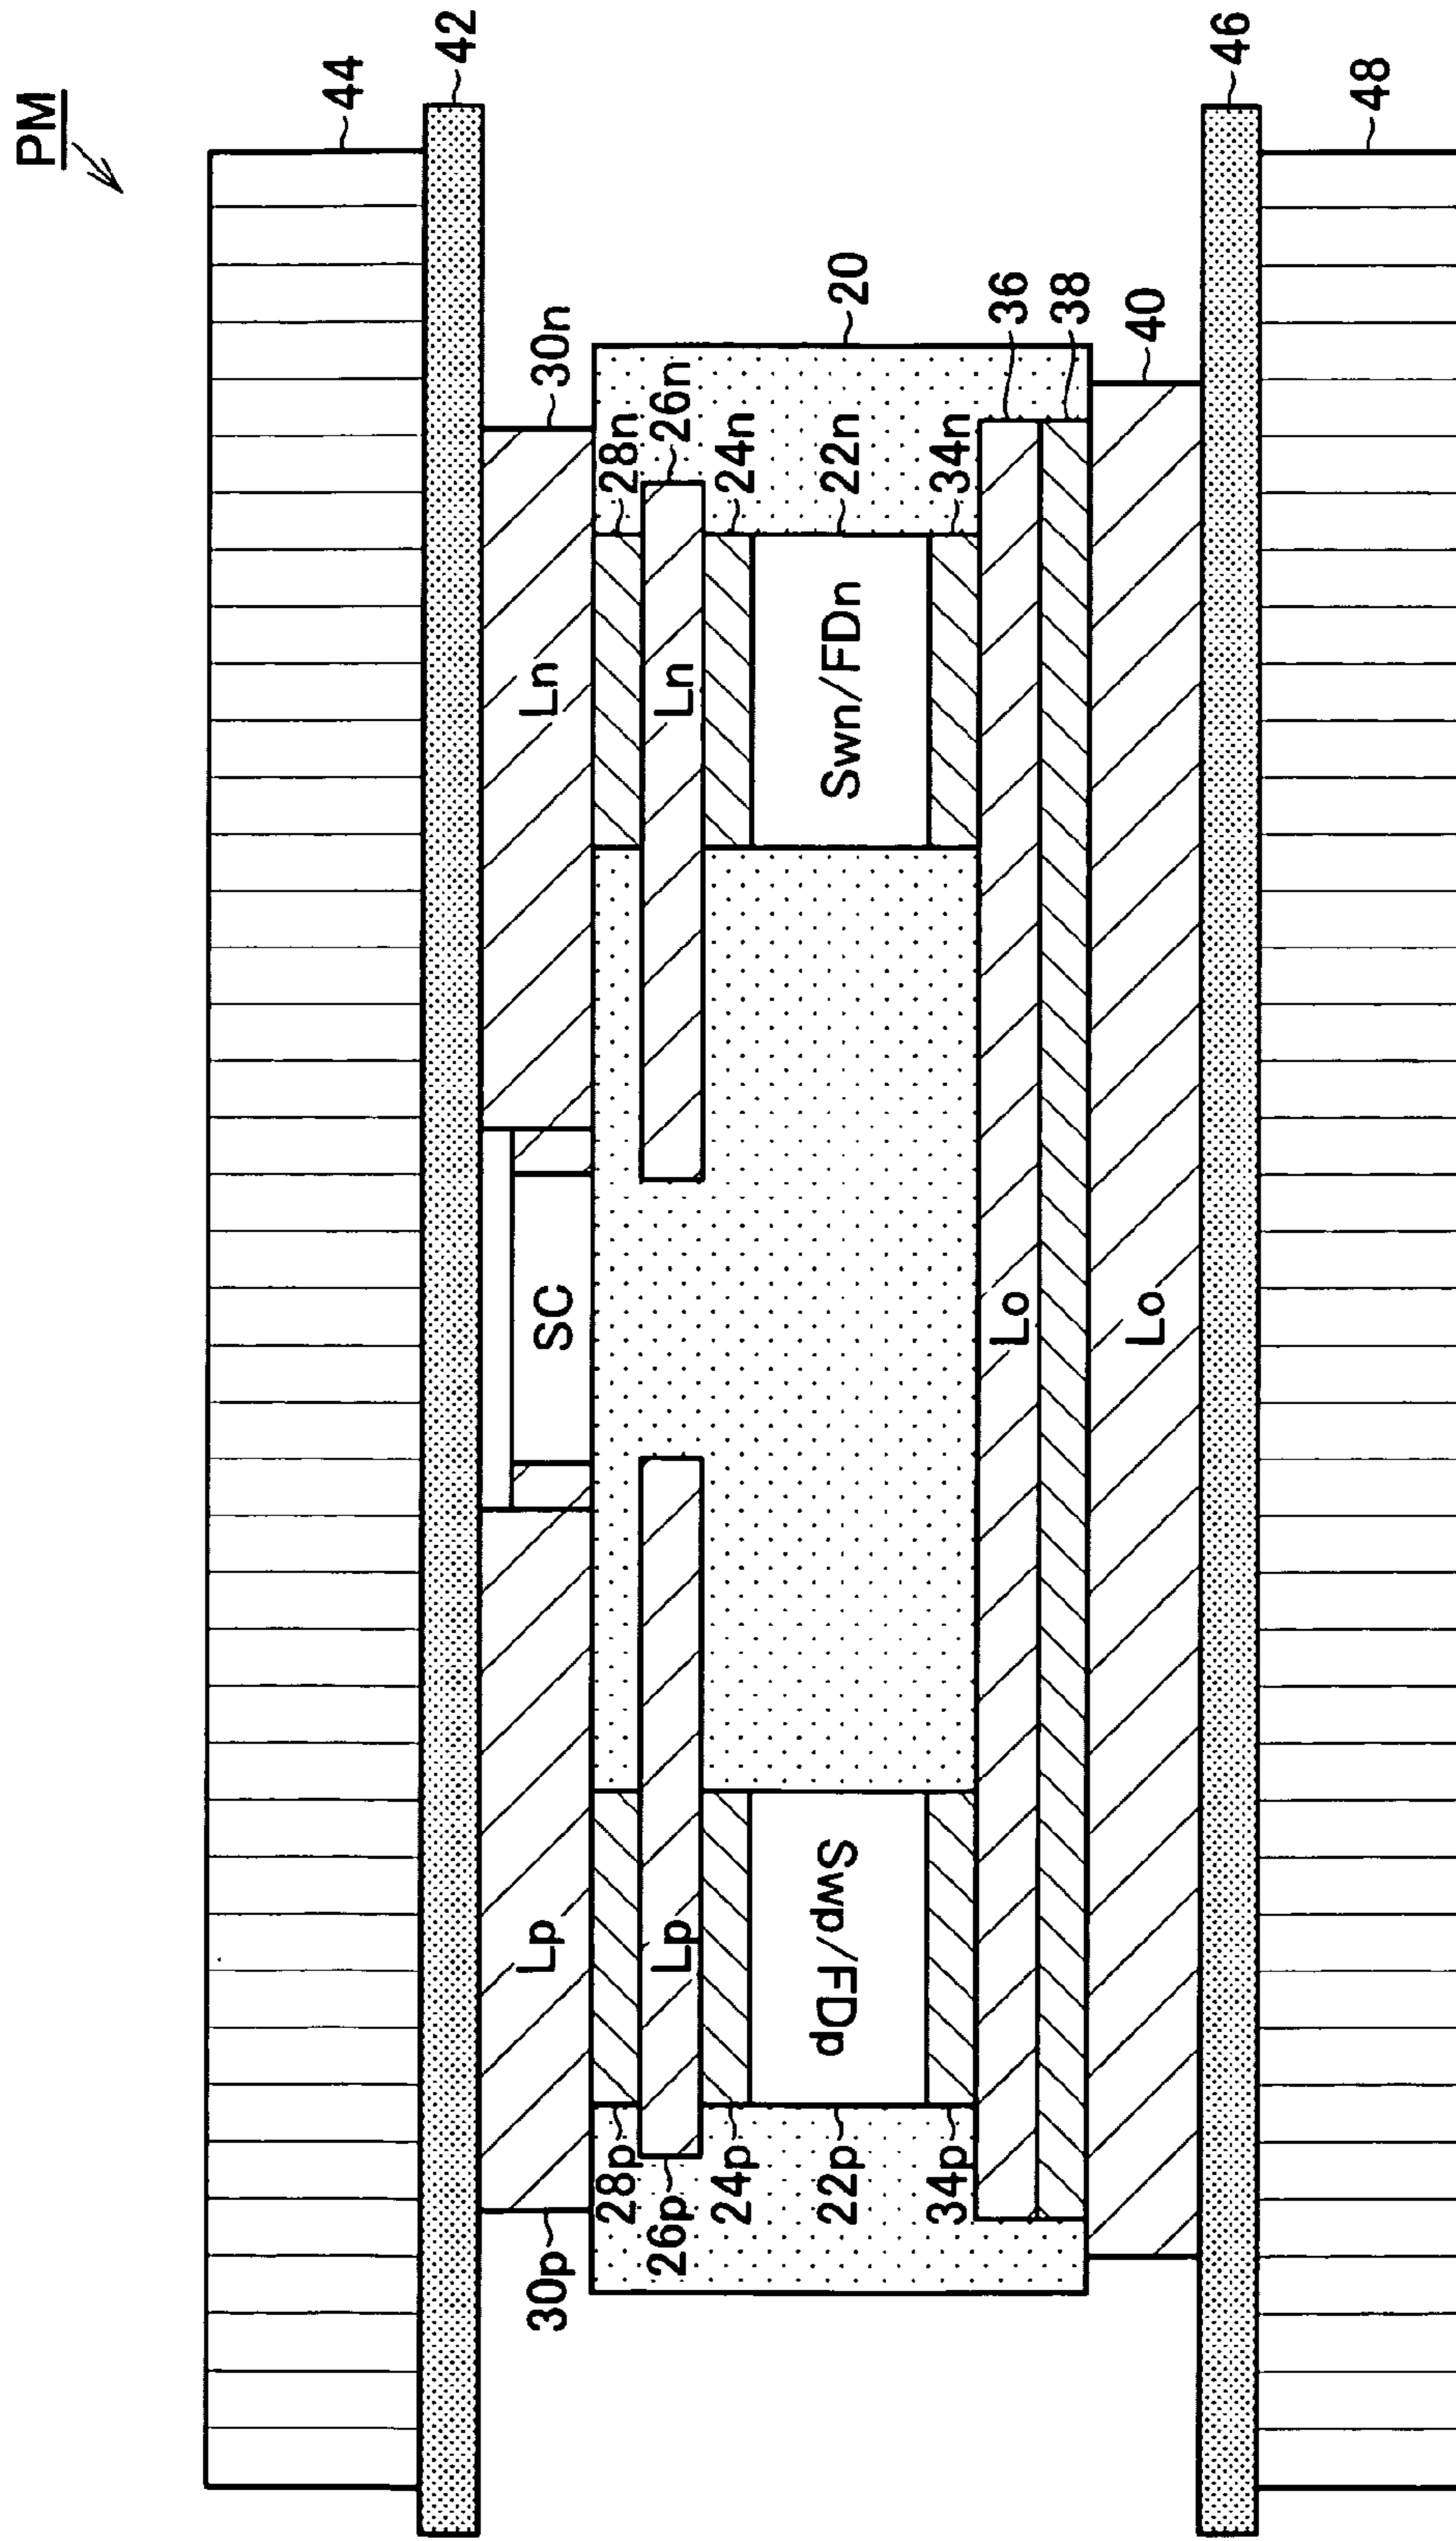 PM
44
42
30n
Ln
28n
26n
Ln
24n
22n
Swn/FDn
34n
20
36
38
40
46
48
SC
Lo
Lo
Lp
Lp
Swp/FDp
28p
26p
24p
22p
34p
30p